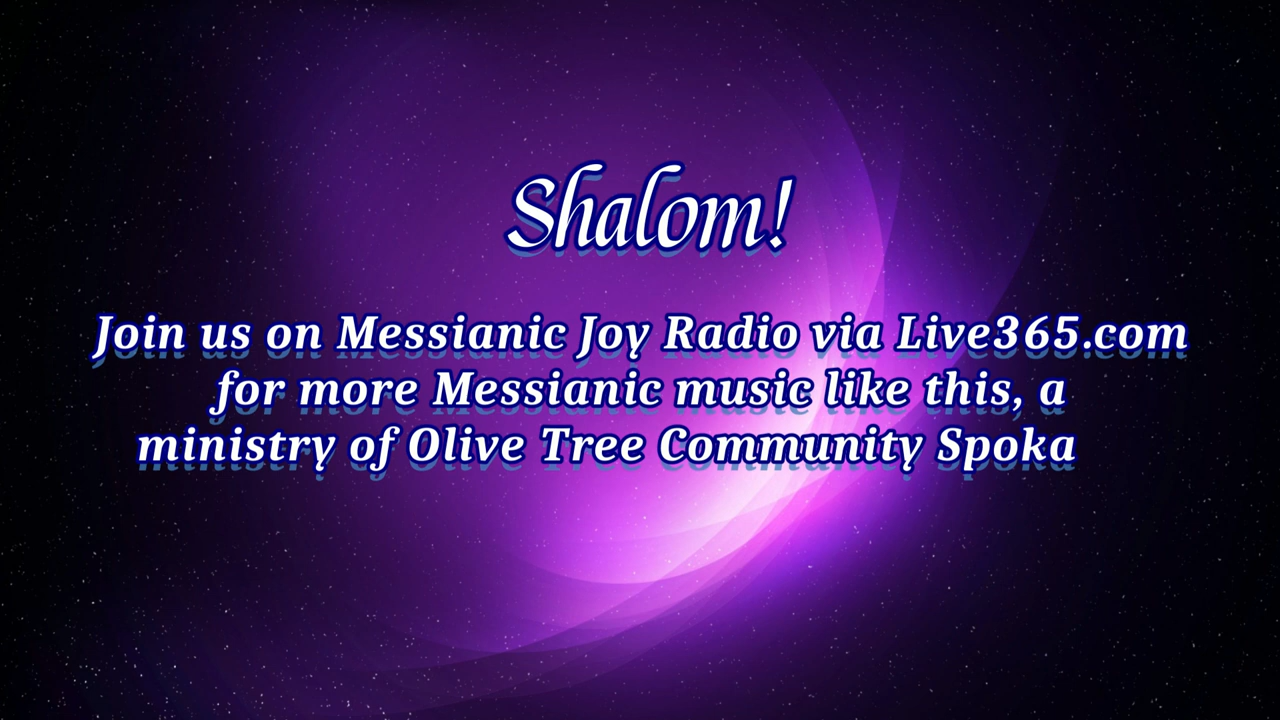 Shalom!
Join us on Messianic Joy Radio via Live365.com
for more Messianic music like this, a
ministry of Olive Tree Community Spoka